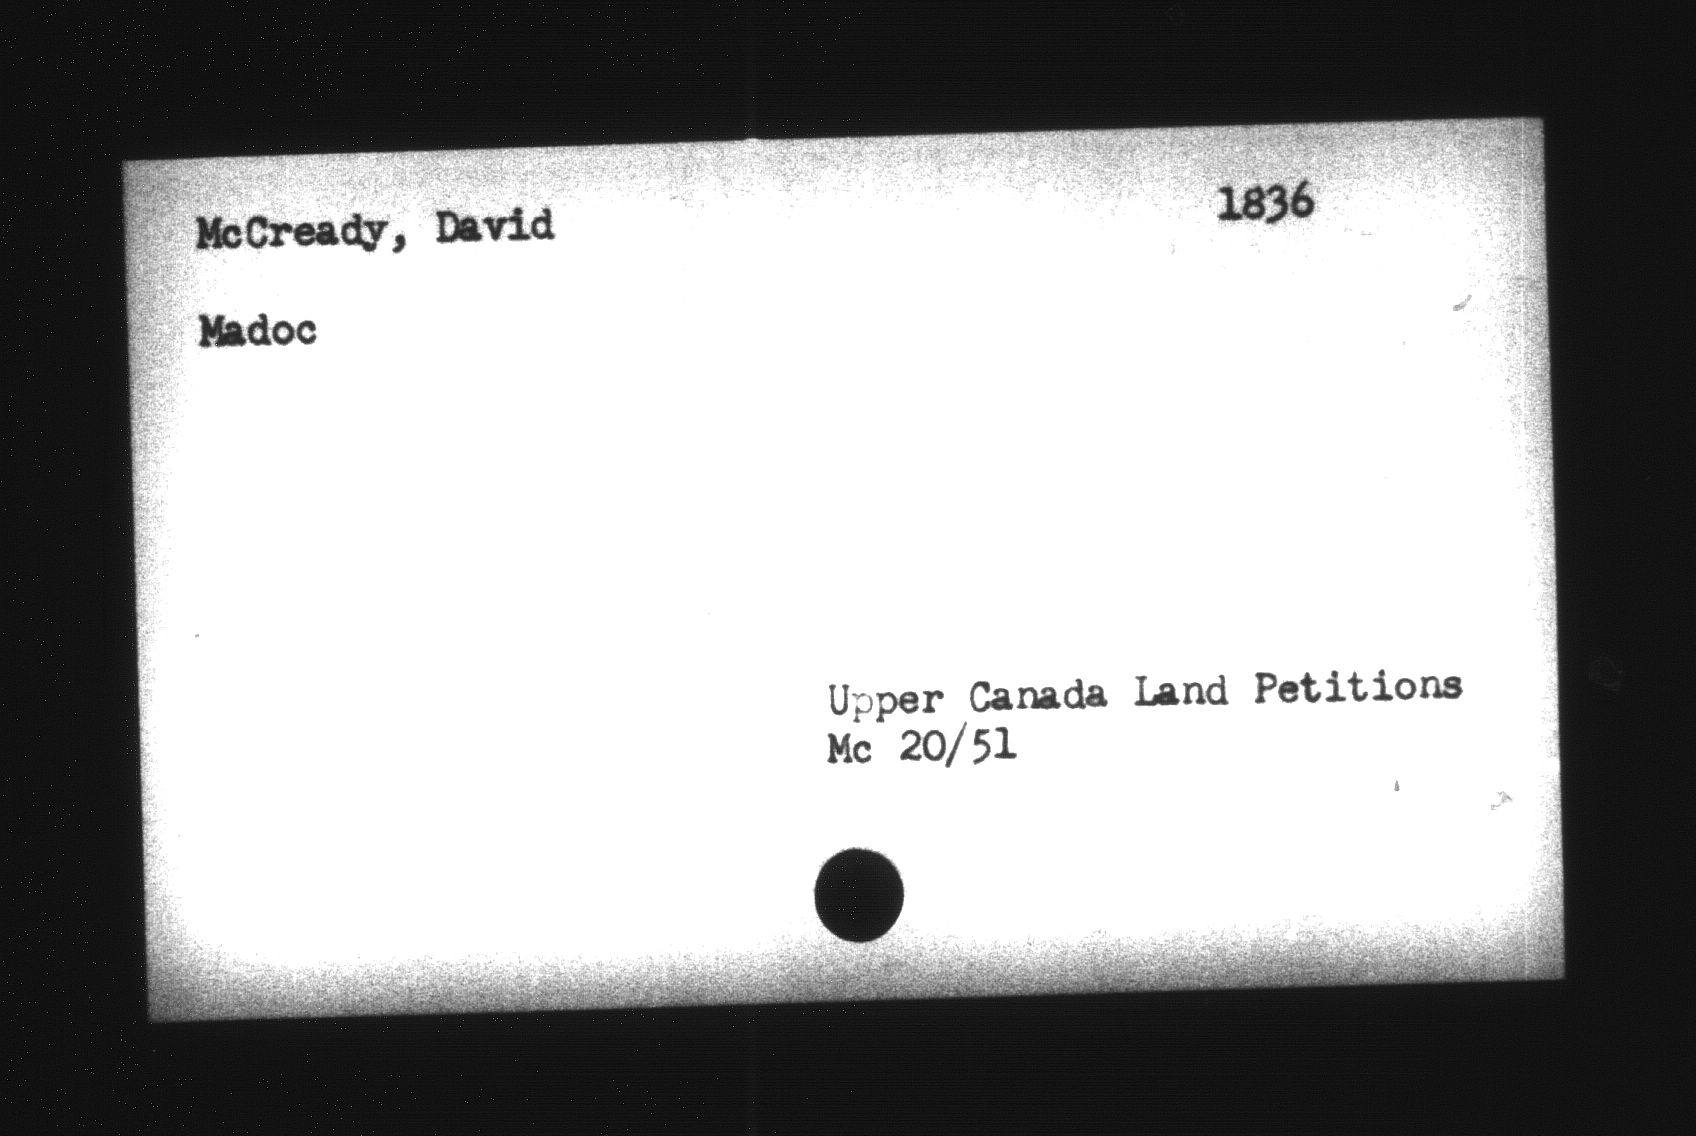 McCready, David 1836
Madoc
Upper Canada Land Petitions
Mc 20/51